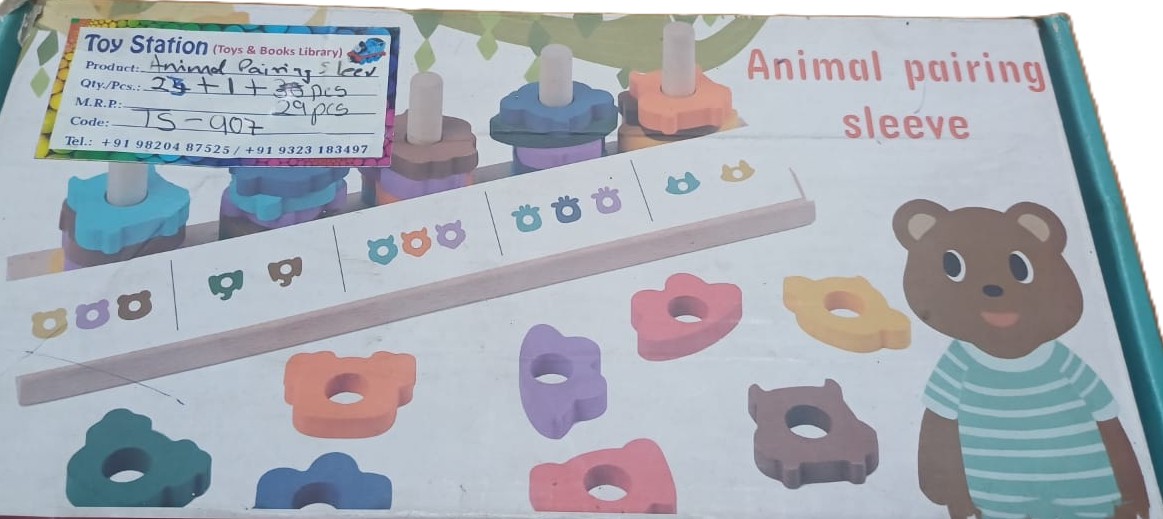 Toy Station (Toys & Books Library)
Product: Animal Pairing Sleev
Qty./Pcs.: 25 + 1 + 33 pcs
29 pcs
M.R.P.:
Code: TS-907
Tel.: +91 98204 87525 / +91 9323 183497
Animal pairing
sleeve